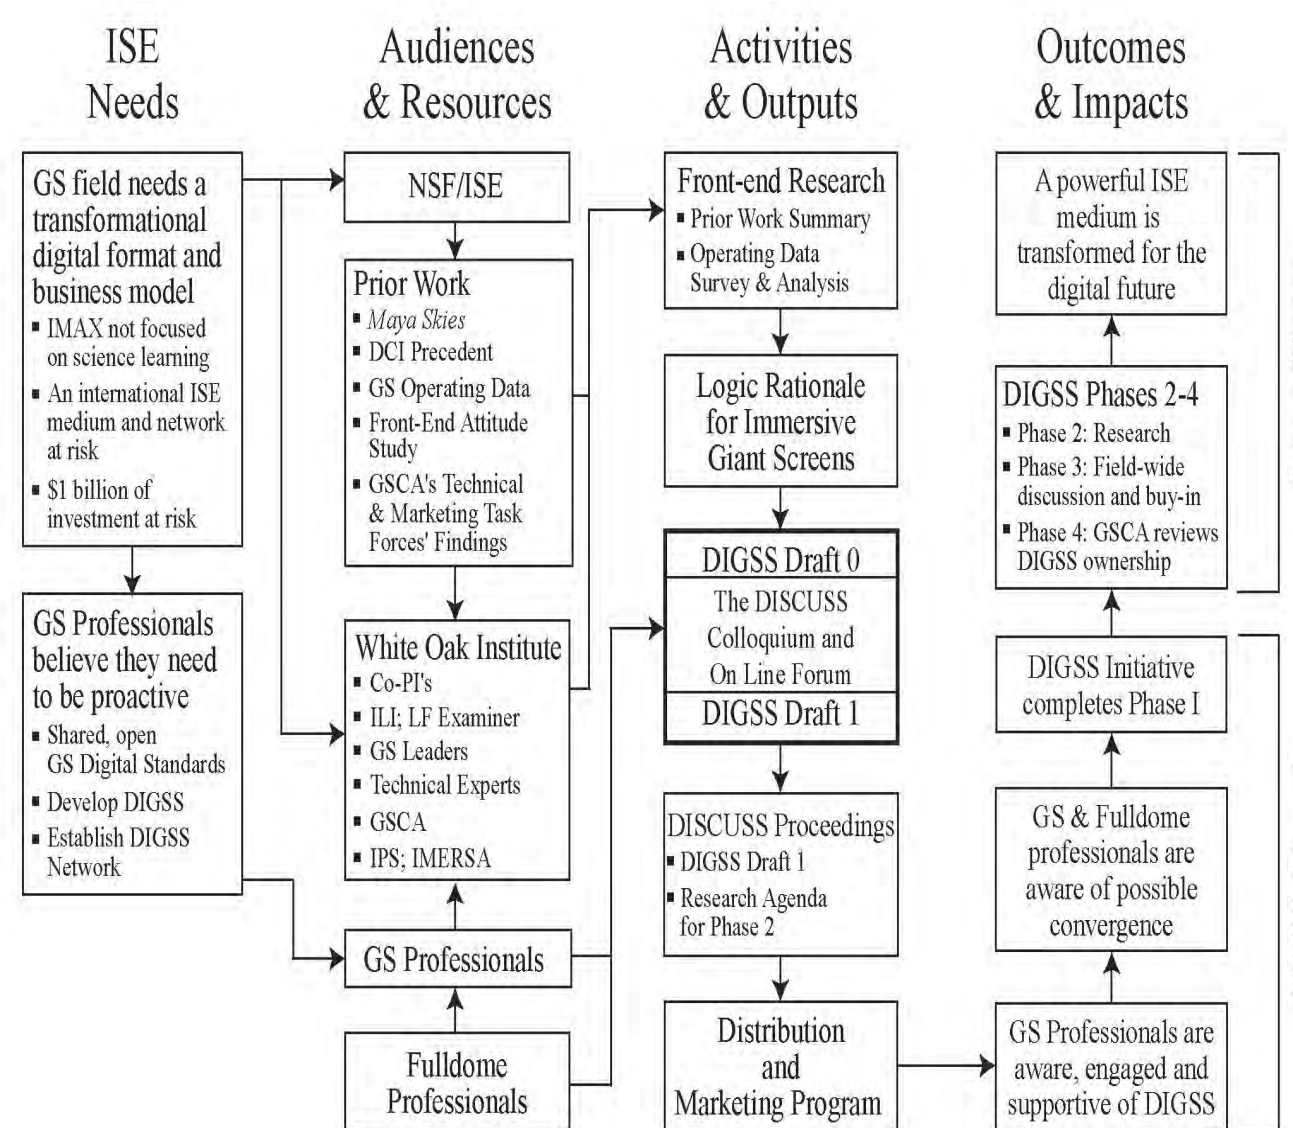 ISE
Needs
Audiences
& Resources
Activities
& Outputs
Outcomes
& Impacts
GS field needs a
transformational
digital format and
business model
▪ IMAX not focused
on science learning
▪ An international ISE
medium and network
at risk
▪ $1 billion of
investment at risk
GS Professionals
believe they need
to be proactive
▪ Shared, open
GS Digital Standards
▪ Develop DIGSS
▪ Establish DIGSS
Network
NSF/ISE
Prior Work
▪ Maya Skies
▪ DCI Precedent
▪ GS Operating Data
▪ Front-End Attitude
Study
▪ GSCA's Technical
& Marketing Task
Forces' Findings
White Oak Institute
▪ Co-PI's
▪ ILI; LF Examiner
▪ GS Leaders
▪ Technical Experts
▪ GSCA
▪ IPS; IMERSA
GS Professionals
Fulldome
Professionals
Front-end Research
▪ Prior Work Summary
▪ Operating Data
Survey & Analysis
Logic Rationale
for Immersive
Giant Screens
DIGSS Draft 0
The DISCUSS
Colloquium and
On Line Forum
DIGSS Draft 1
DISCUSS Proceedings
▪ DIGSS Draft 1
▪ Research Agenda
for Phase 2
Distribution
and
Marketing Program
A powerful ISE
medium is
transformed for the
digital future
DIGSS Phases 2-4
▪ Phase 2: Research
▪ Phase 3: Field-wide
discussion and buy-in
▪ Phase 4: GSCA reviews
DIGSS ownership
DIGSS Initiative
completes Phase I
GS & Fulldome
professionals are
aware of possible
convergence
GS Professionals are
aware, engaged and
supportive of DIGSS